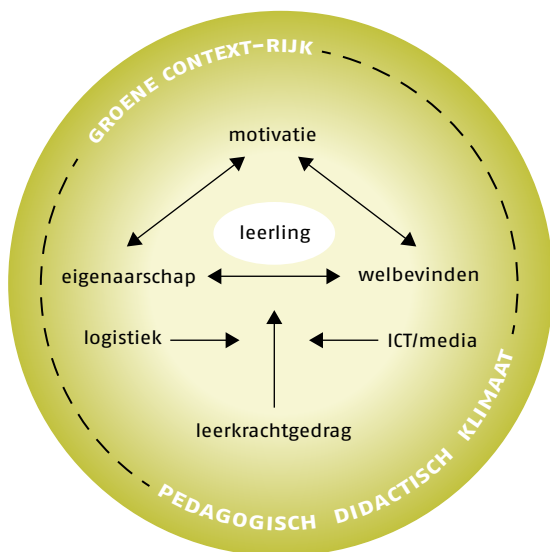 GROENE CONTEXT-RIJK
motivatie
leerling
eigenaarschap
welbevinden
logistiek
ICT/media
leerkrachtgedrag
PEDAGOGISCH DIDACTISCH KLIMAAT